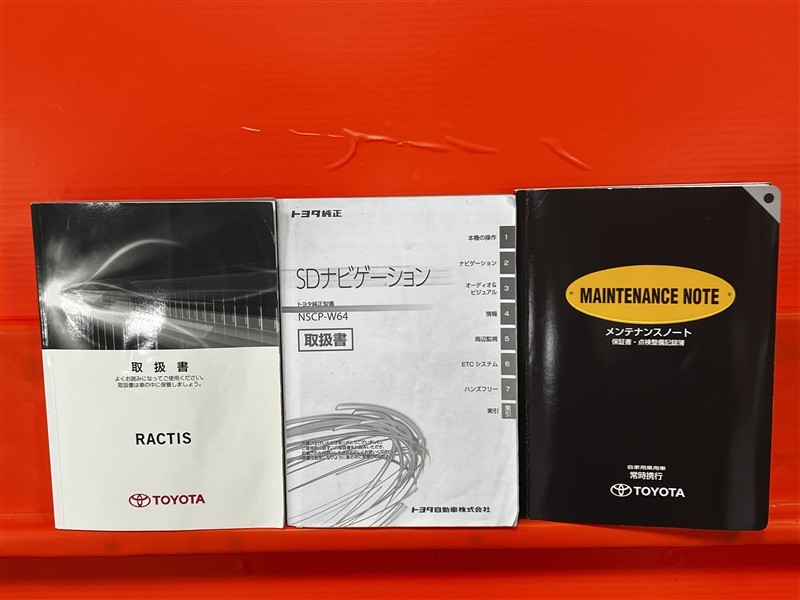 取扱書
よくお読みになってご使用ください。
取扱書は車の中に保管しましょう。
RACTIS
TOYOTA
トヨタ純正
SDナビゲーション
トヨタ純正型番
NSCP-W64
取扱書
本機の操作 1
ナビゲーション 2
オーディオ&
ビジュアル 3
情報 4
周辺監視 5
ETC システム 6
ハンズフリー 7
索引 索引
トヨタ自動車株式会社
MAINTENANCE NOTE
メンテナンスノート
保証書・点検整備記録簿
自家用乗用車
常時携行
TOYOTA